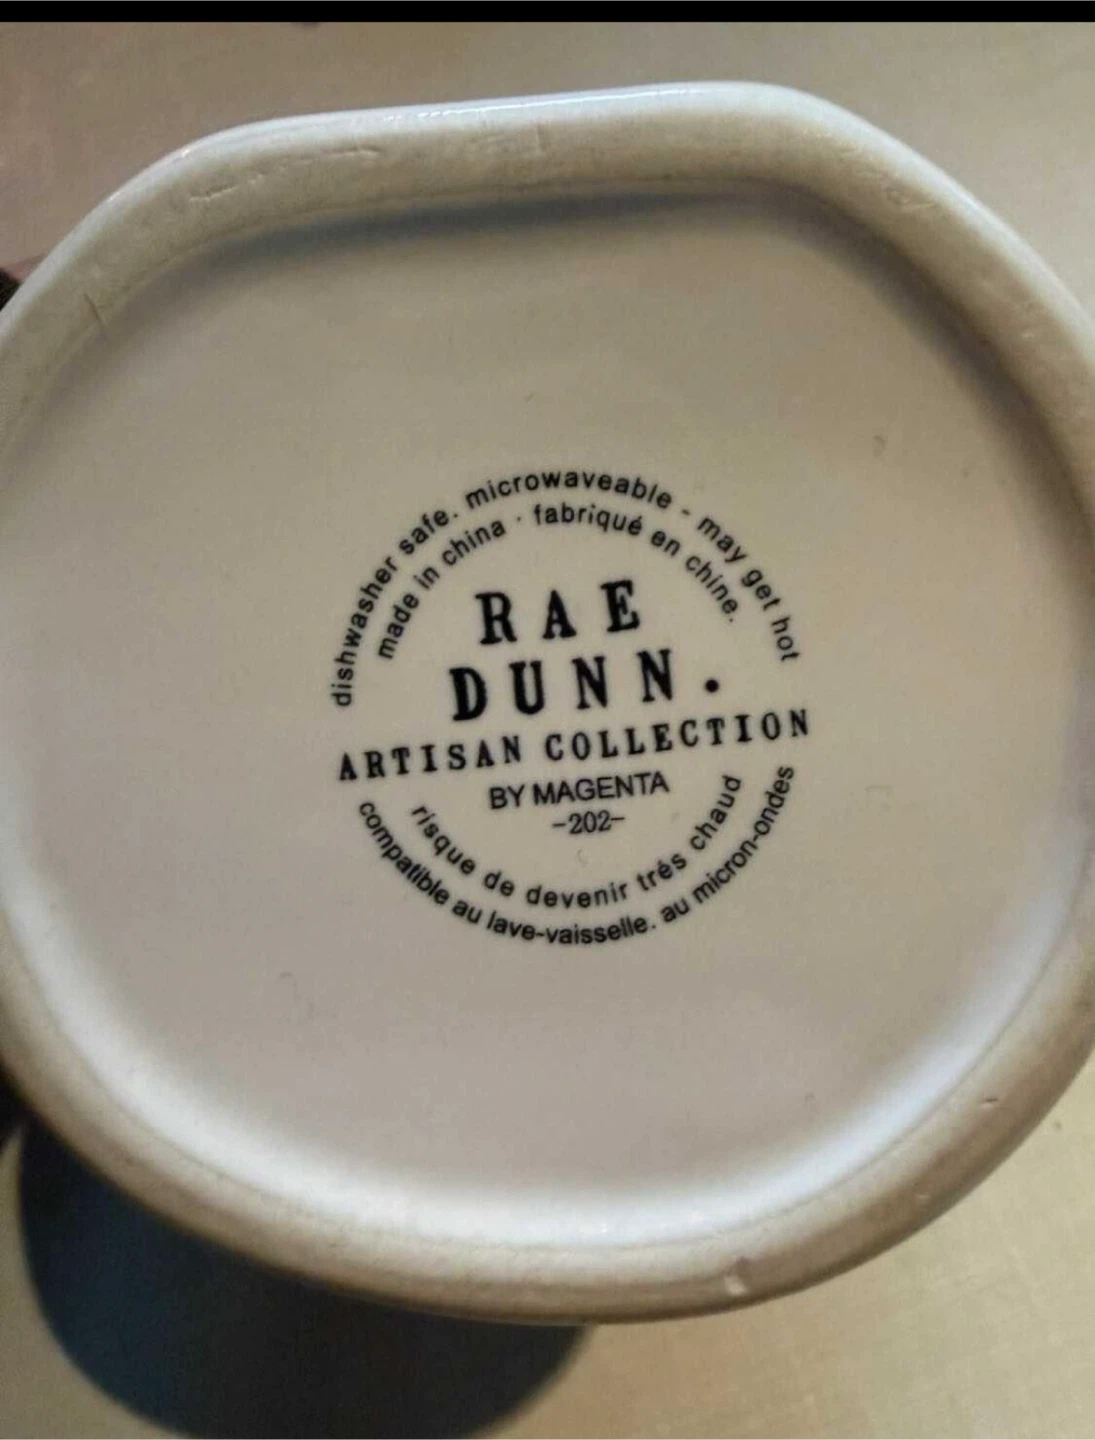 dishwasher safe. microwaveable - may get hot
made in china · fabriqué en chine.
RAE
DUNN.
ARTISAN COLLECTION
BY MAGENTA
-202-
risque de devenir trés chaud
compatible au lave-vaisselle. au micron-ondes